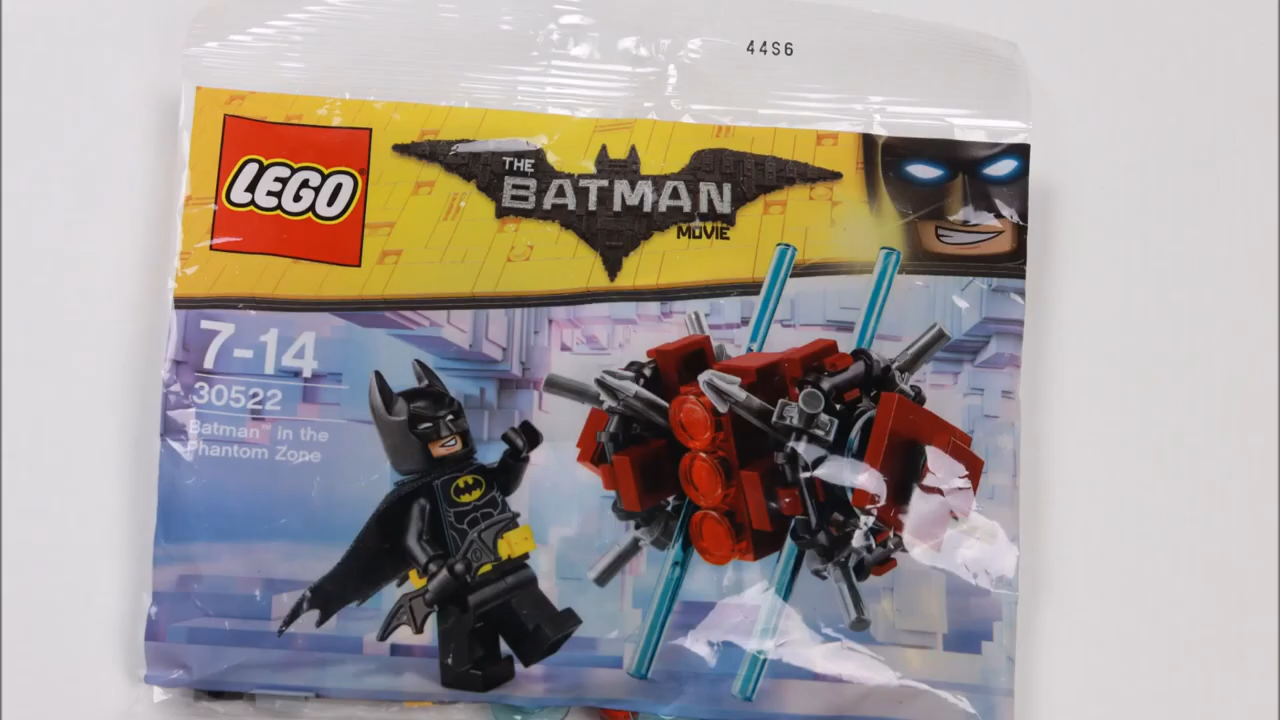 44S6
LEGO
THE
BATMAN
MOVIE
7-14
30522
Batman™ in the
Phantom Zone